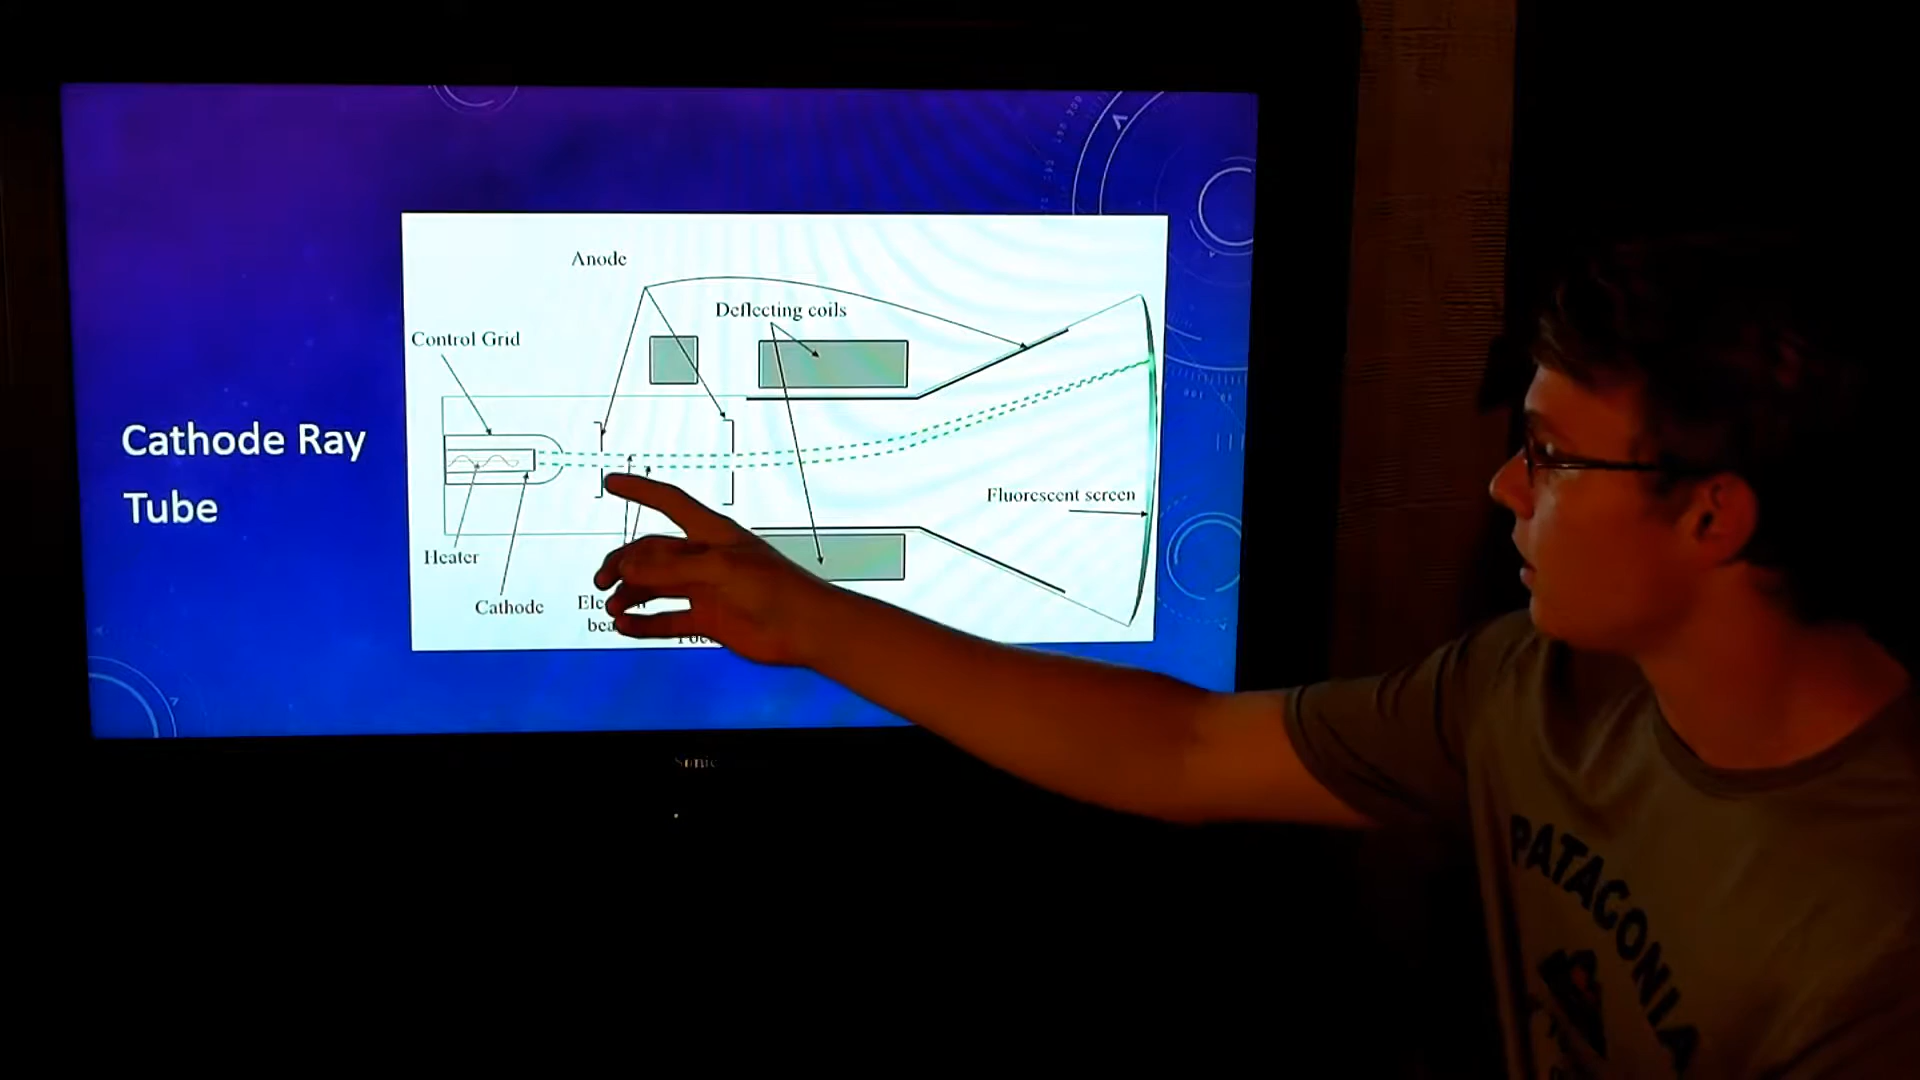 Anode
Deflecting coils
Control Grid
Cathode Ray
Tube
Fluorescent screen
Heater
Cathode
PATAGONIA